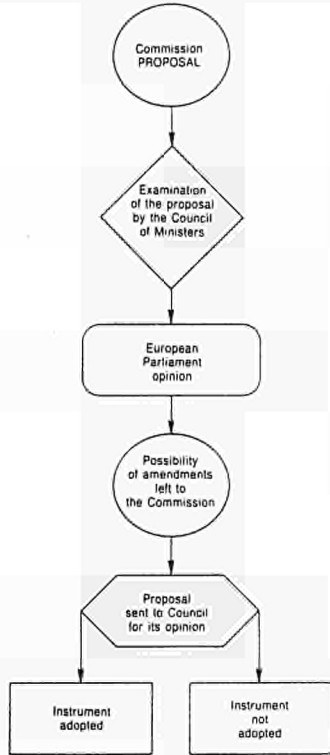 Commission
PROPOSAL
Examination
of the proposal
by the Council
of Ministers
European
Parliament
opinion
Possibility
of amendments
left to
the Commission
Proposal
sent to Council
for its opinion
Instrument
adopted
Instrument
not
adopted